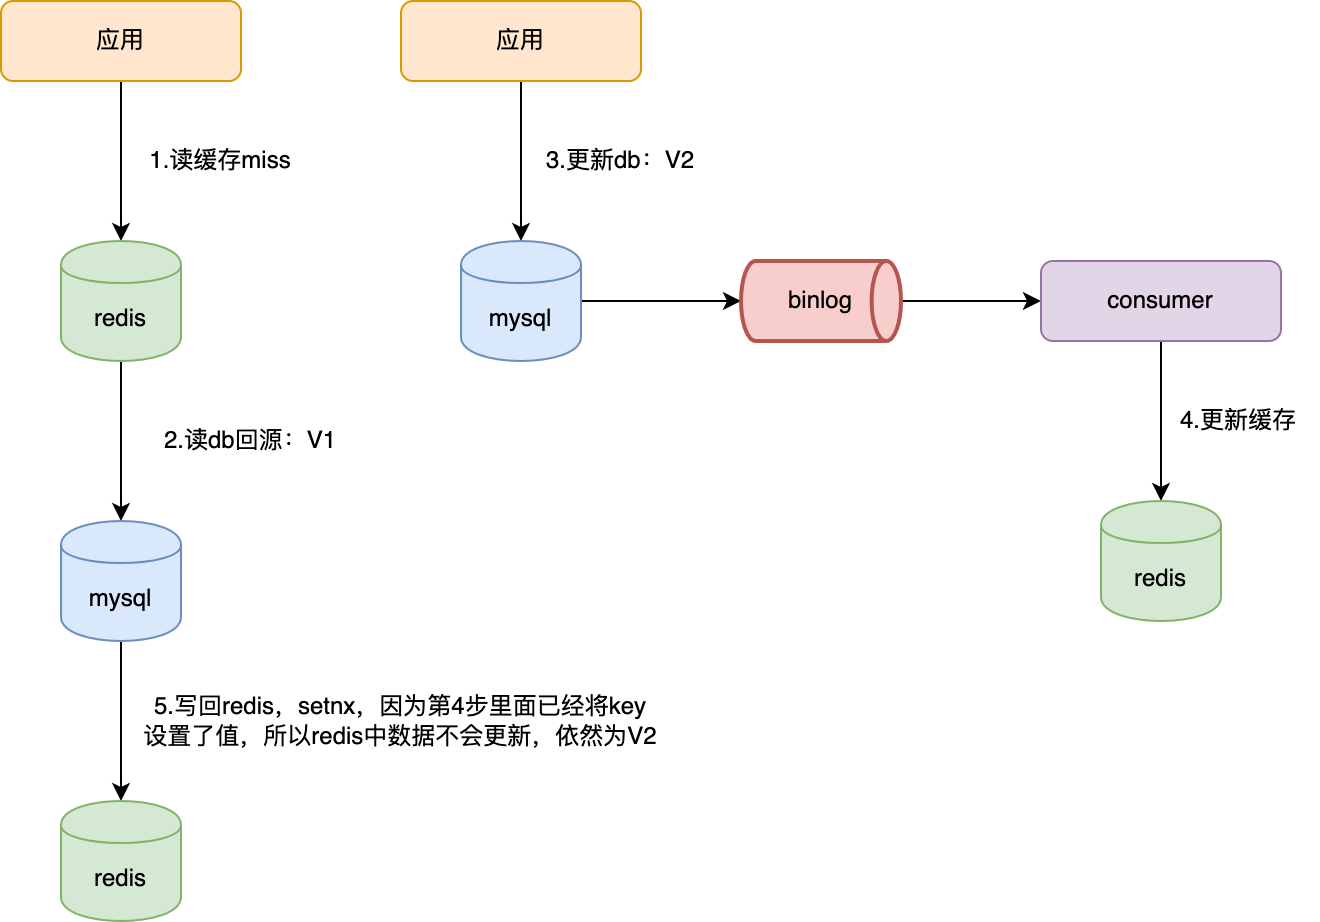 应用
应用
1.读缓存miss
3.更新db：V2
redis
mysql
binlog
consumer
2.读db回源：V1
4.更新缓存
mysql
redis
5.写回redis，setnx，因为第4步里面已经将key
设置了值，所以redis中数据不会更新，依然为V2
redis